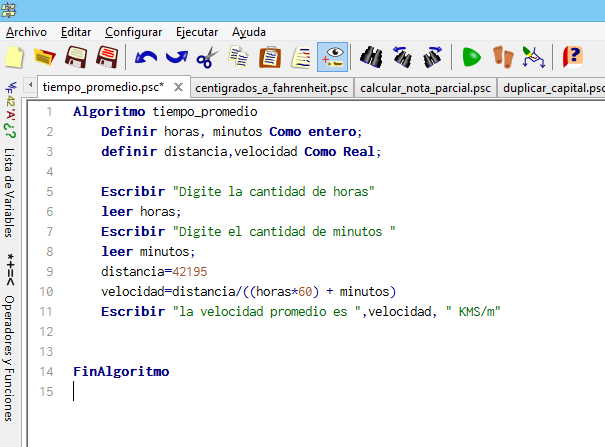 Archivo Editar Configurar Ejecutar Ayuda
tiempo_promedio.psc* centigrados_a_fahrenheit.psc calcular_nota_parcial.psc duplicar_capital.psc
Lista de Variables
Operadores y Funciones
1 Algoritmo tiempo_promedio
2 Definir horas, minutos Como entero;
3 definir distancia,velocidad Como Real;
4
5 Escribir "Digite la cantidad de horas"
6 leer horas;
7 Escribir "Digite el cantidad de minutos "
8 leer minutos;
9 distancia=42195
10 velocidad=distancia/((horas*60) + minutos)
11 Escribir "la velocidad promedio es ",velocidad, " KMS/m"
12
13
14 FinAlgoritmo
15